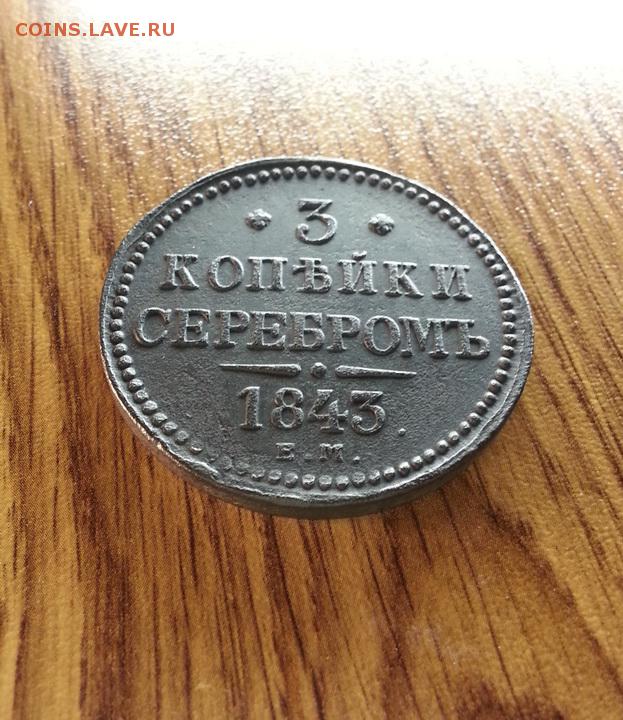 COINS.LAVE.RU
3
КОПѢЙКИ
СЕРЕБРОМЪ
1843.
Е.М.